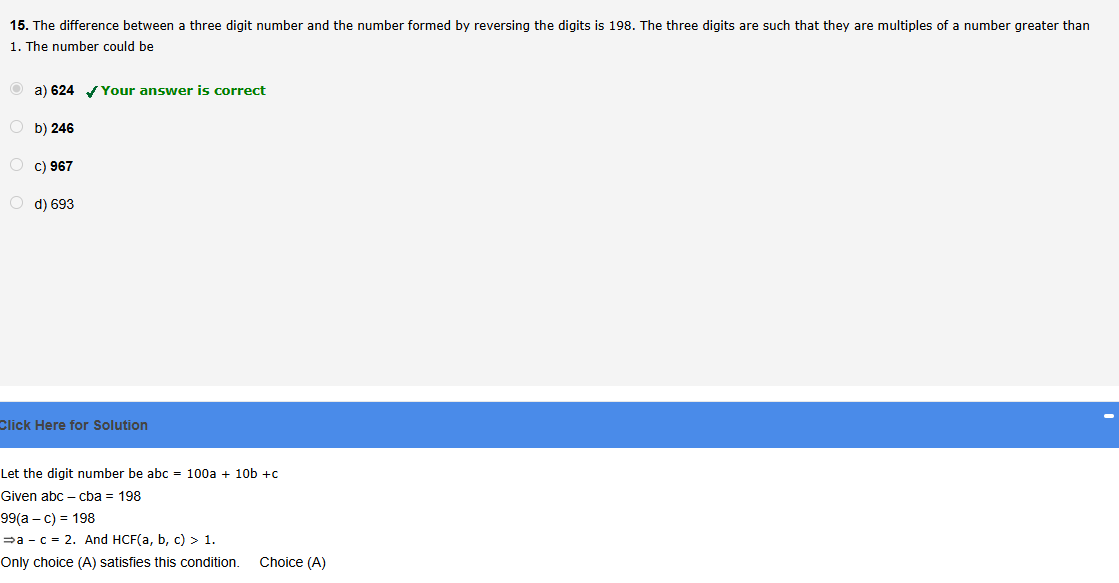 15. The difference between a three digit number and the number formed by reversing the digits is 198. The three digits are such that they are multiples of a number greater than
1. The number could be
a) 624 ✓Your answer is correct
b) 246
c) 967
d) 693
Click Here for Solution
Let the digit number be abc = 100a + 10b +c
Given abc – cba = 198
99(a – c) = 198
⇒a – c = 2. And HCF(a, b, c) > 1.
Only choice (A) satisfies this condition. Choice (A)